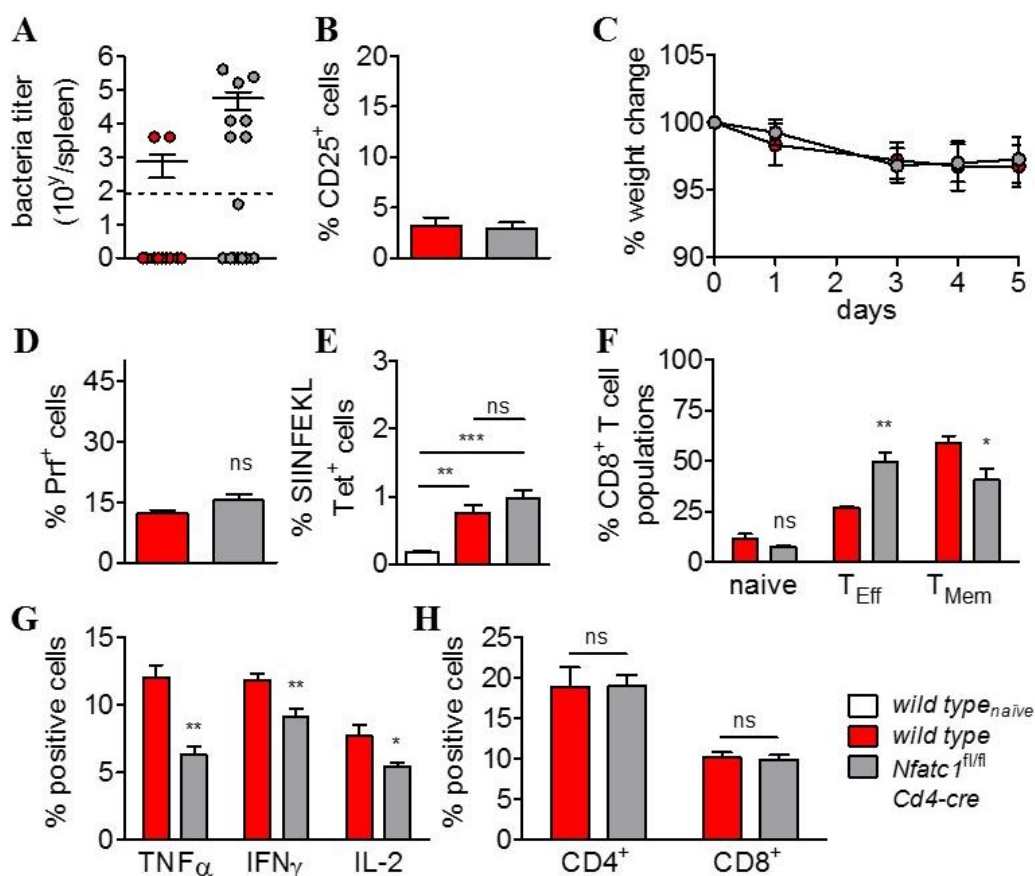 A
bacteria titer
(10^y/spleen)
6
5
4
3
2
1
0
B
% CD25+ cells
20
15
10
5
0
C
% weight change
105
100
95
90
0 1 2 3 4 5
days
D
% Prf+ cells
45
30
15
0
ns
E
% SIINFEKL
Tet+ cells
3
2
1
0
ns
***
**
F
% CD8+ T cell
populations
100
75
50
25
0
ns
**
*
naive TEff TMem
G
% positive cells
15
10
5
0
**
**
*
TNFα IFNγ IL-2
H
% positive cells
25
20
15
10
5
0
ns
ns
CD4+ CD8+
wild type naïve
wild type
Nfatc1fl/fl
Cd4-cre